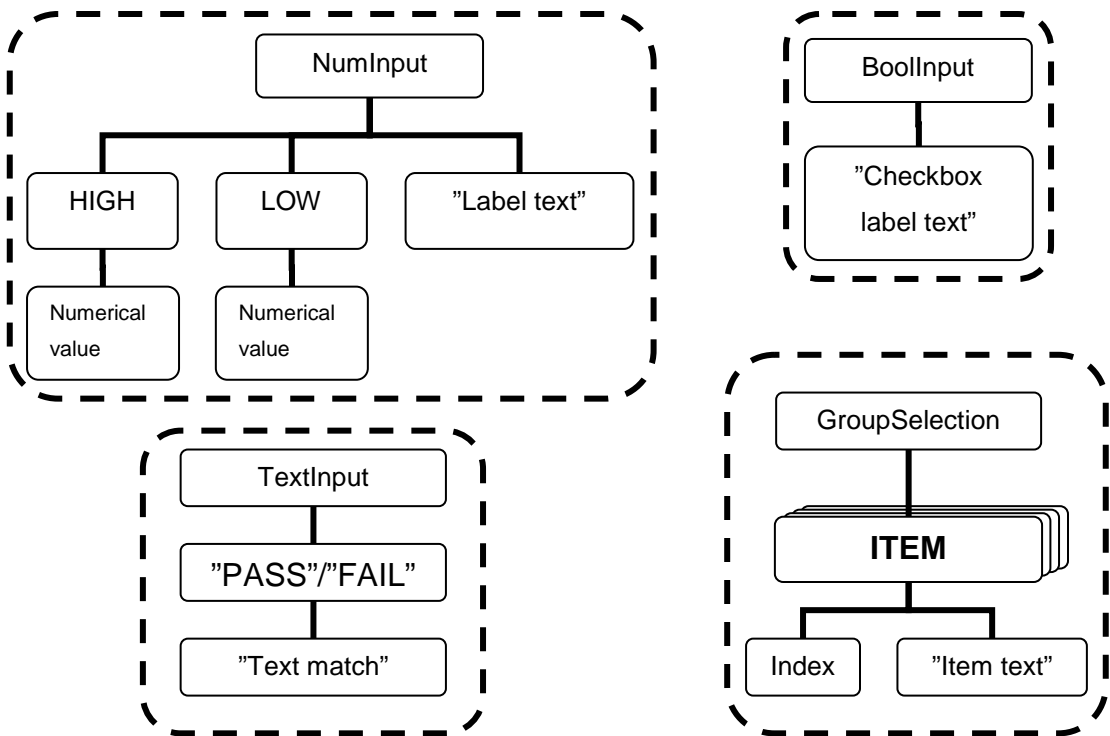 NumInput
HIGH
LOW
”Label text”
Numerical
value
Numerical
value
BoolInput
”Checkbox
label text”
TextInput
”PASS”/”FAIL”
”Text match”
GroupSelection
ITEM
Index
”Item text”